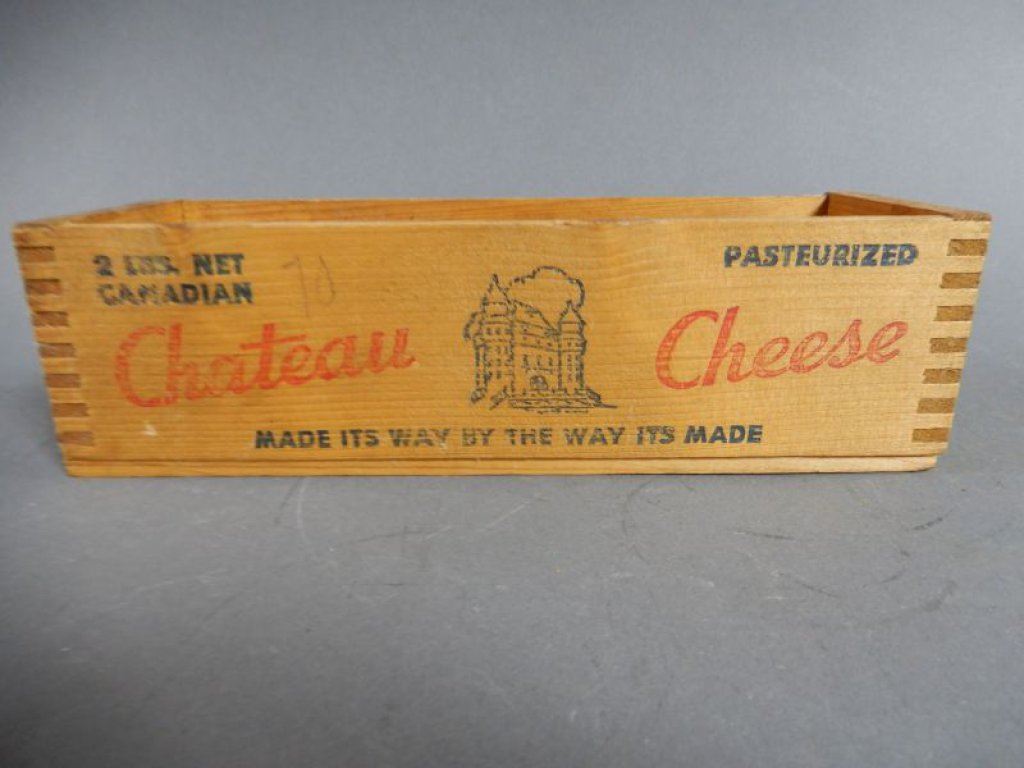 2 LBS. NET
CANADIAN
PASTEURIZED
Chateau Cheese
MADE ITS WAY BY THE WAY ITS MADE